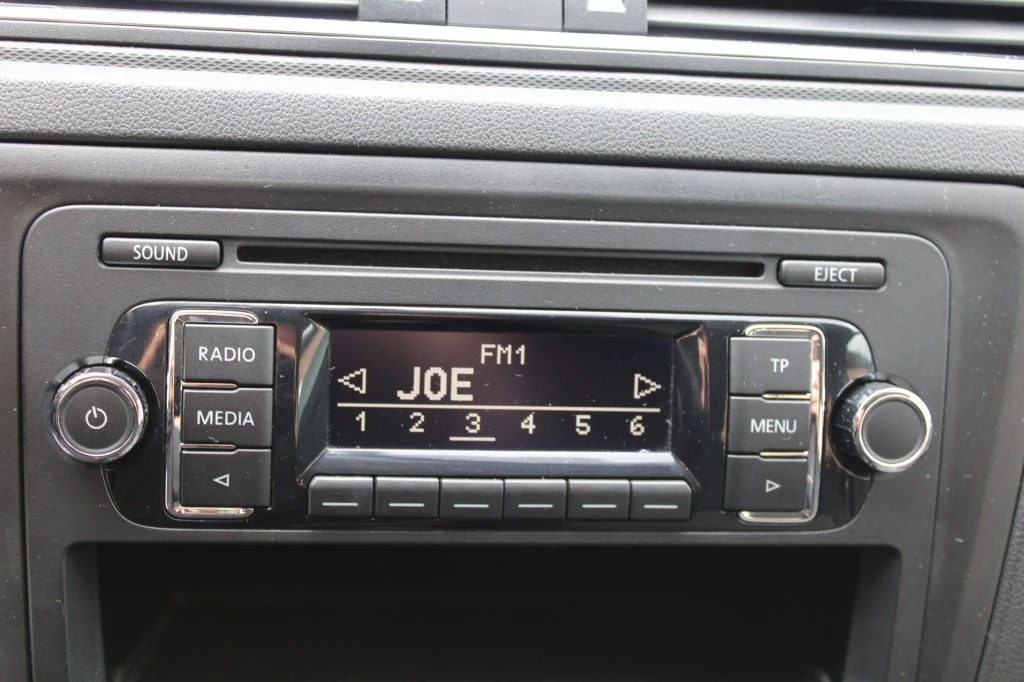 SOUND
EJECT
RADIO
FM1
TP
JOE
MEDIA
1 2 3 4 5 6
MENU